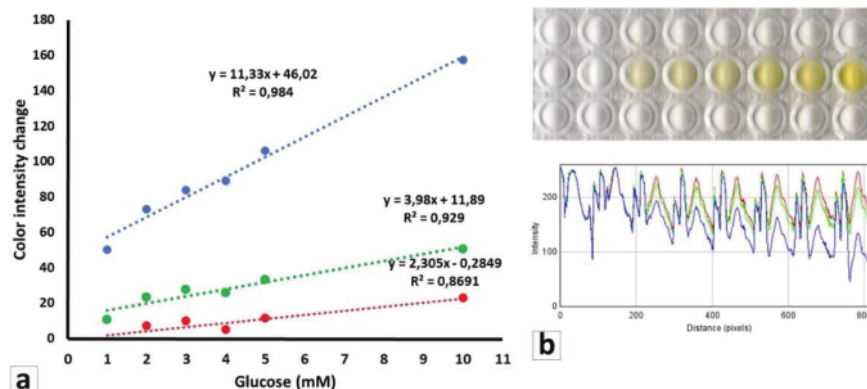 180
160
140
120
100
80
60
40
20
0
Color intensity change
y = 11,33x + 46,02
R² = 0,984
y = 3,98x + 11,89
R² = 0,929
y = 2,305x - 0,2849
R² = 0,8691
0 1 2 3 4 5 6 7 8 9 10 11
Glucose (mM)
a
200
100
Intensity
0 200 400 600 800
Distance (pixels)
b